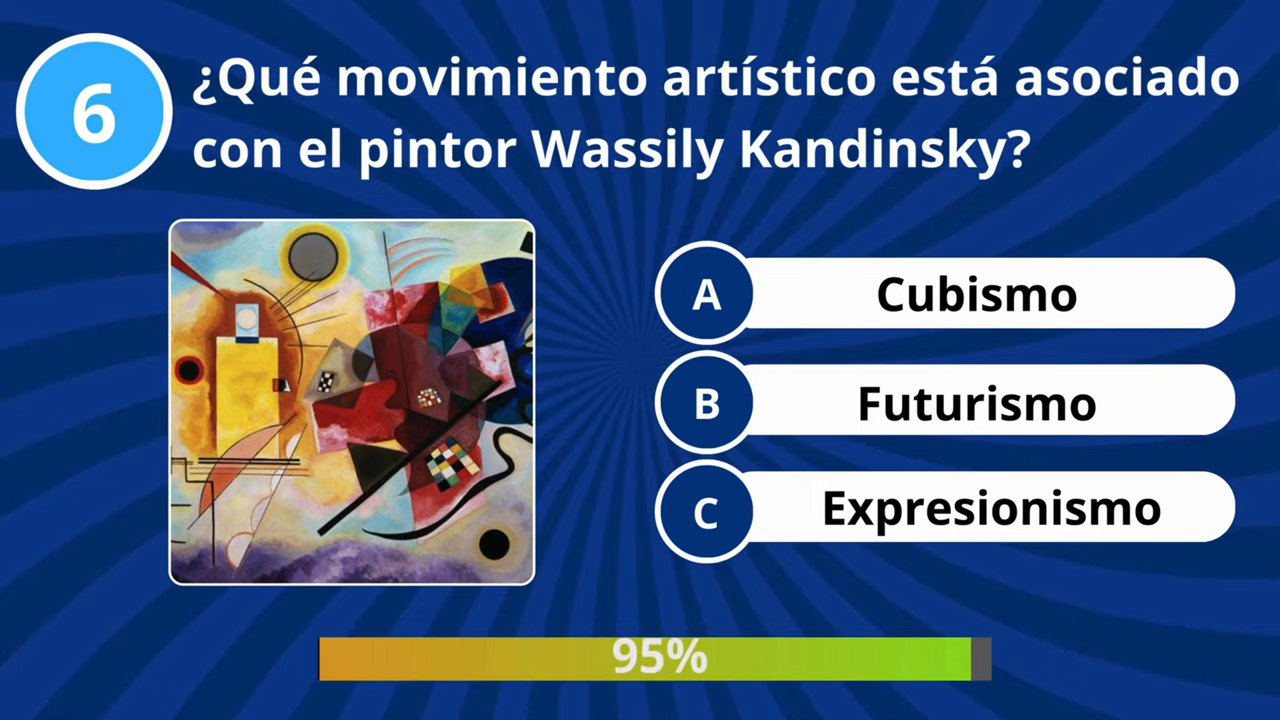 6
¿Qué movimiento artístico está asociado
con el pintor Wassily Kandinsky?
A Cubismo
B Futurismo
C Expresionismo
95%